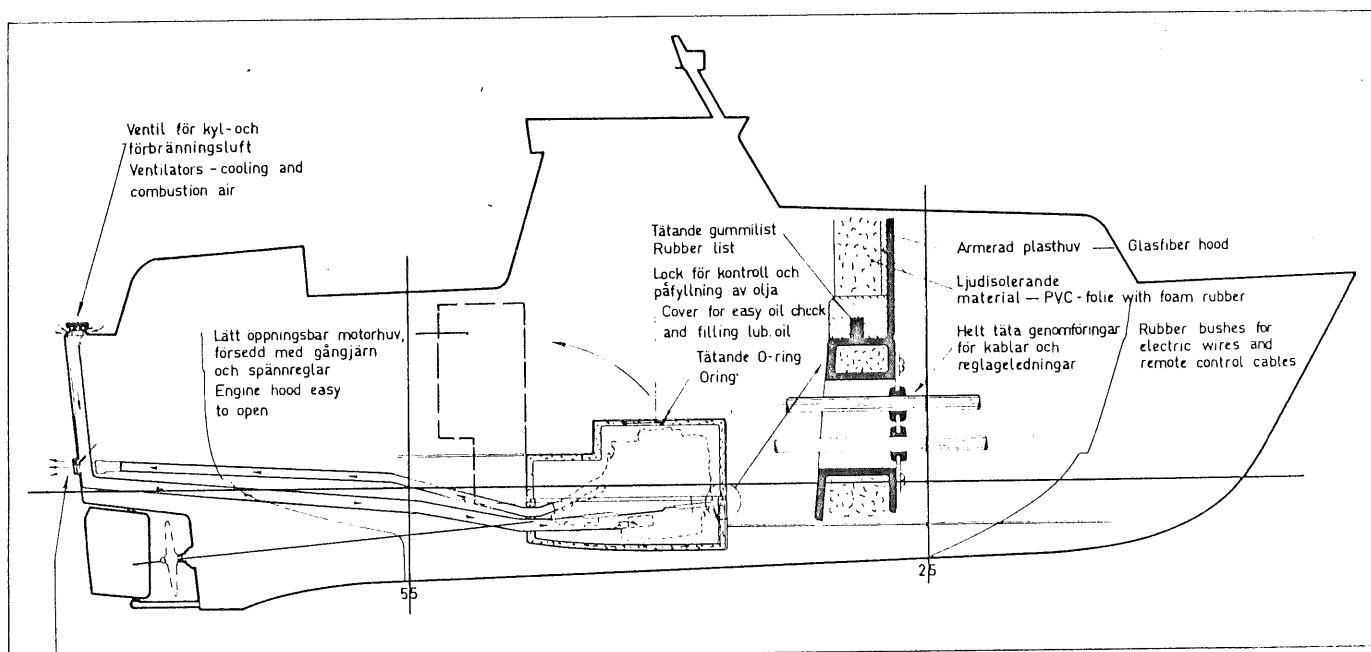 Ventil för kyl-och
förbränningsluft
Ventilators - cooling and
combustion air
Tätande gummilist
Rubber list
Lock för kontroll och
påfyllning av olja
Cover for easy oil check
and filling lub. oil
Tätande O-ring
Oring
Armerad plasthuv — Glasfiber hood
Ljudisolerande
material — PVC-folie with foam rubber
Helt täta genomföringar
för kablar och
reglageledningar
Rubber bushes for
electric wires and
remote control cables
Lätt öppningsbar motorhuv,
försedd med gångjärn
och spännreglar
Engine hood easy
to open
55
25